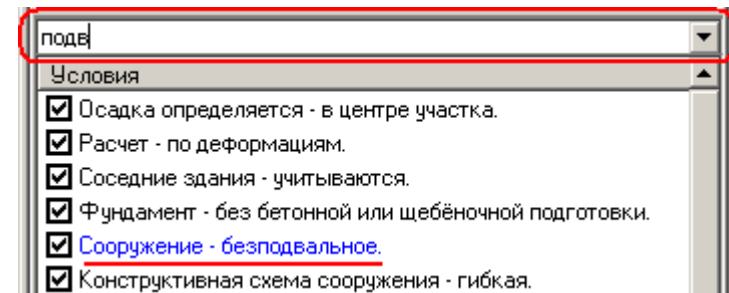 подв
Условия
Осадка определяется - в центре участка.
Расчет - по деформациям.
Соседние здания - учитываются.
Фундамент - без бетонной или щебёночной подготовки.
Сооружение - безподвальное.
Конструктивная схема сооружения - гибкая.